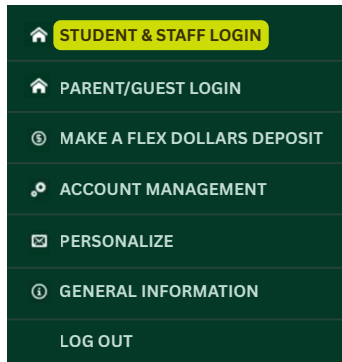 STUDENT & STAFF LOGIN
PARENT/GUEST LOGIN
MAKE A FLEX DOLLARS DEPOSIT
ACCOUNT MANAGEMENT
PERSONALIZE
GENERAL INFORMATION
LOG OUT